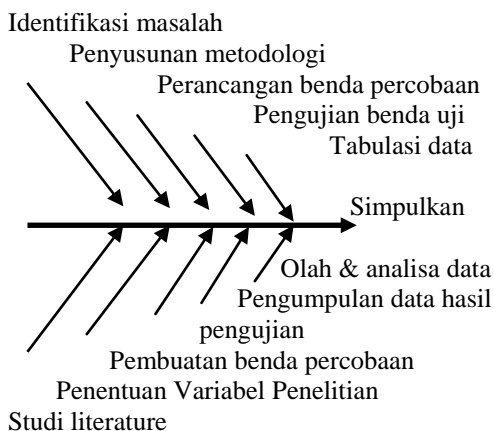 Identifikasi masalah
Penyusunan metodologi
Perancangan benda percobaan
Pengujian benda uji
Tabulasi data
Simpulkan
Olah & analisa data
Pengumpulan data hasil
pengujian
Pembuatan benda percobaan
Penentuan Variabel Penelitian
Studi literature